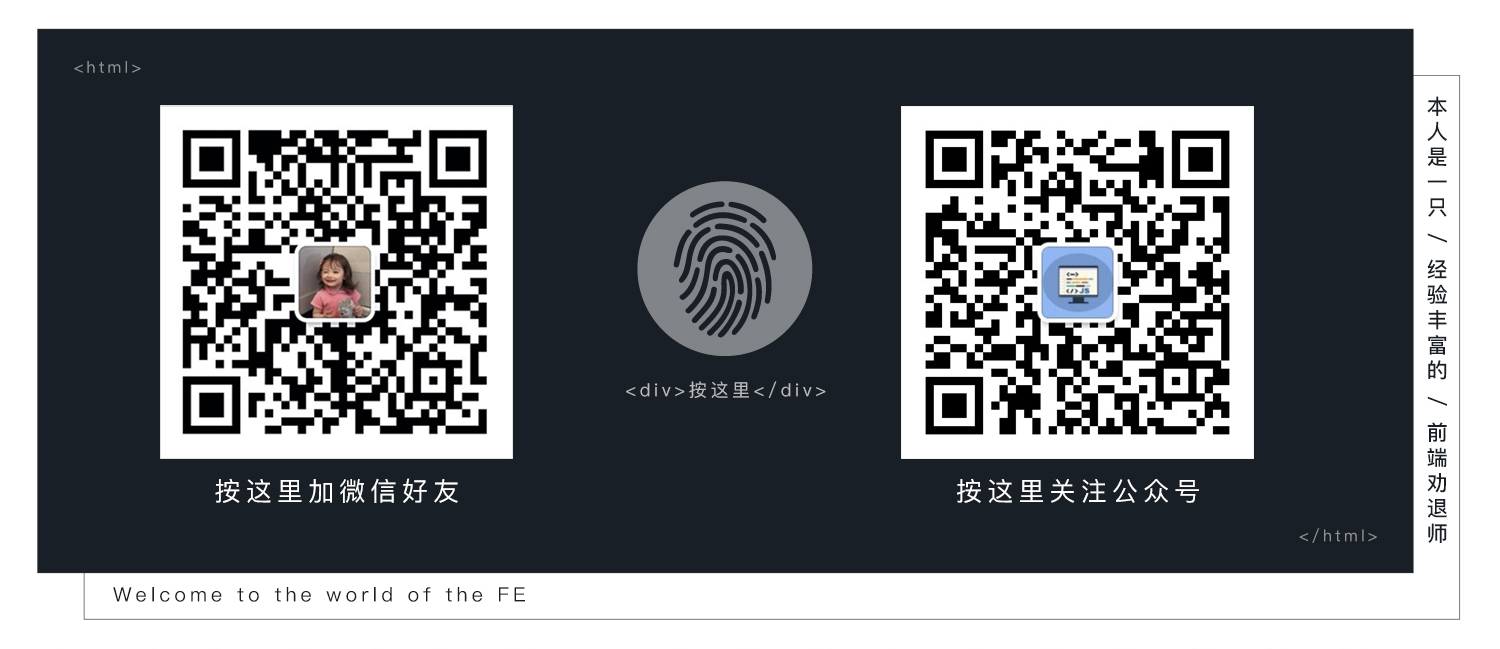 <html>
<div>按这里</div>
按这里加微信好友
按这里关注公众号
</html>
本人是一只 / 经验丰富的 / 前端劝退师
Welcome to the world of the FE